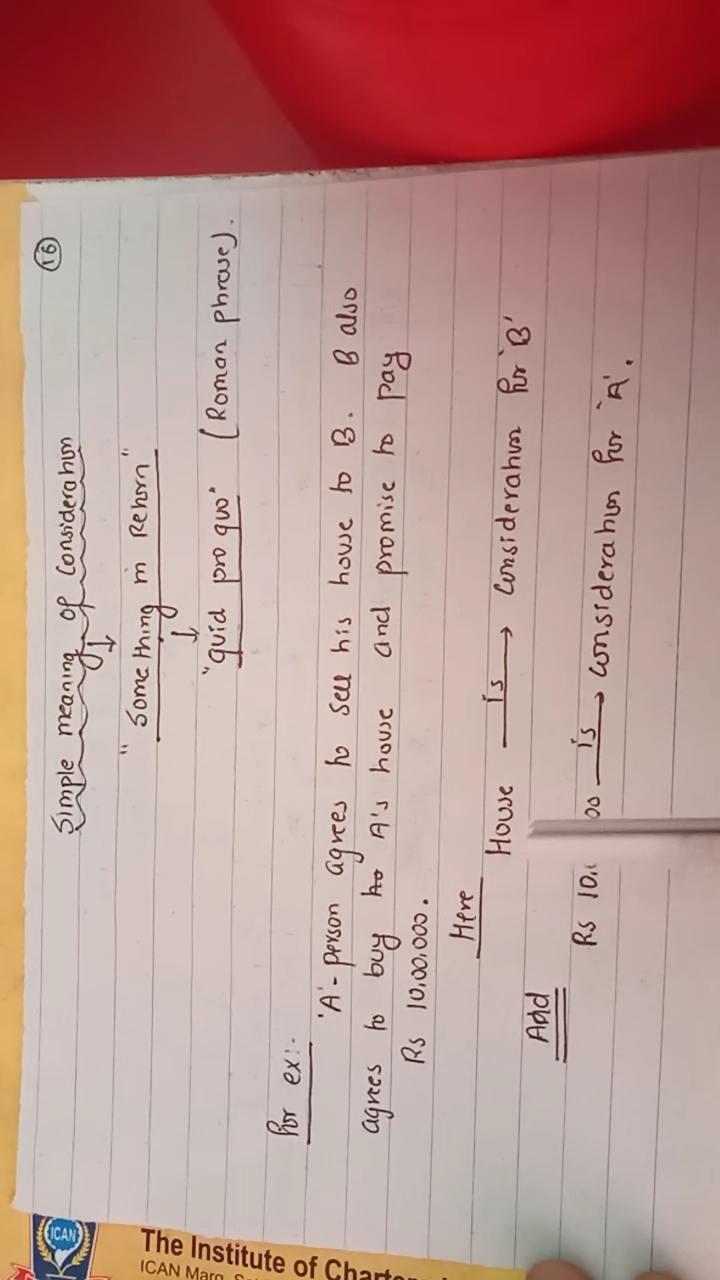 16
Simple meaning of Consideration
↓
"Something in Return"
↓
"quid pro quo" (Roman phrase).
For ex:-
'A'- person agrees to sell his house to B. B also
agrees to buy to A's house and promise to pay
Rs 10,00,000.
Here
House is → Consideration for 'B'
And
Rs 10, 00 is → Consideration for 'A'.
ICAN
The Institute of
ICAN Marg,